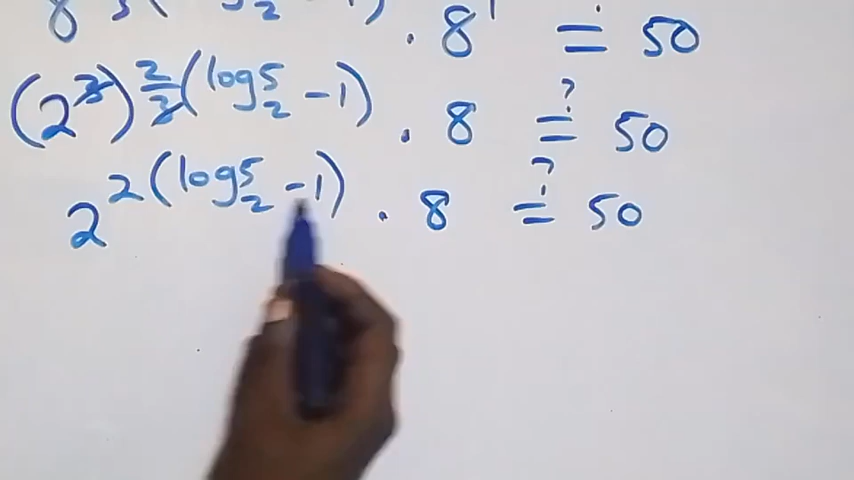 8 · 8¹ = 50
(2³)^(2/3 (log₂5 − 1)) · 8 ≟ 50
2^(2(log₂5 − 1)) · 8 ≟ 50